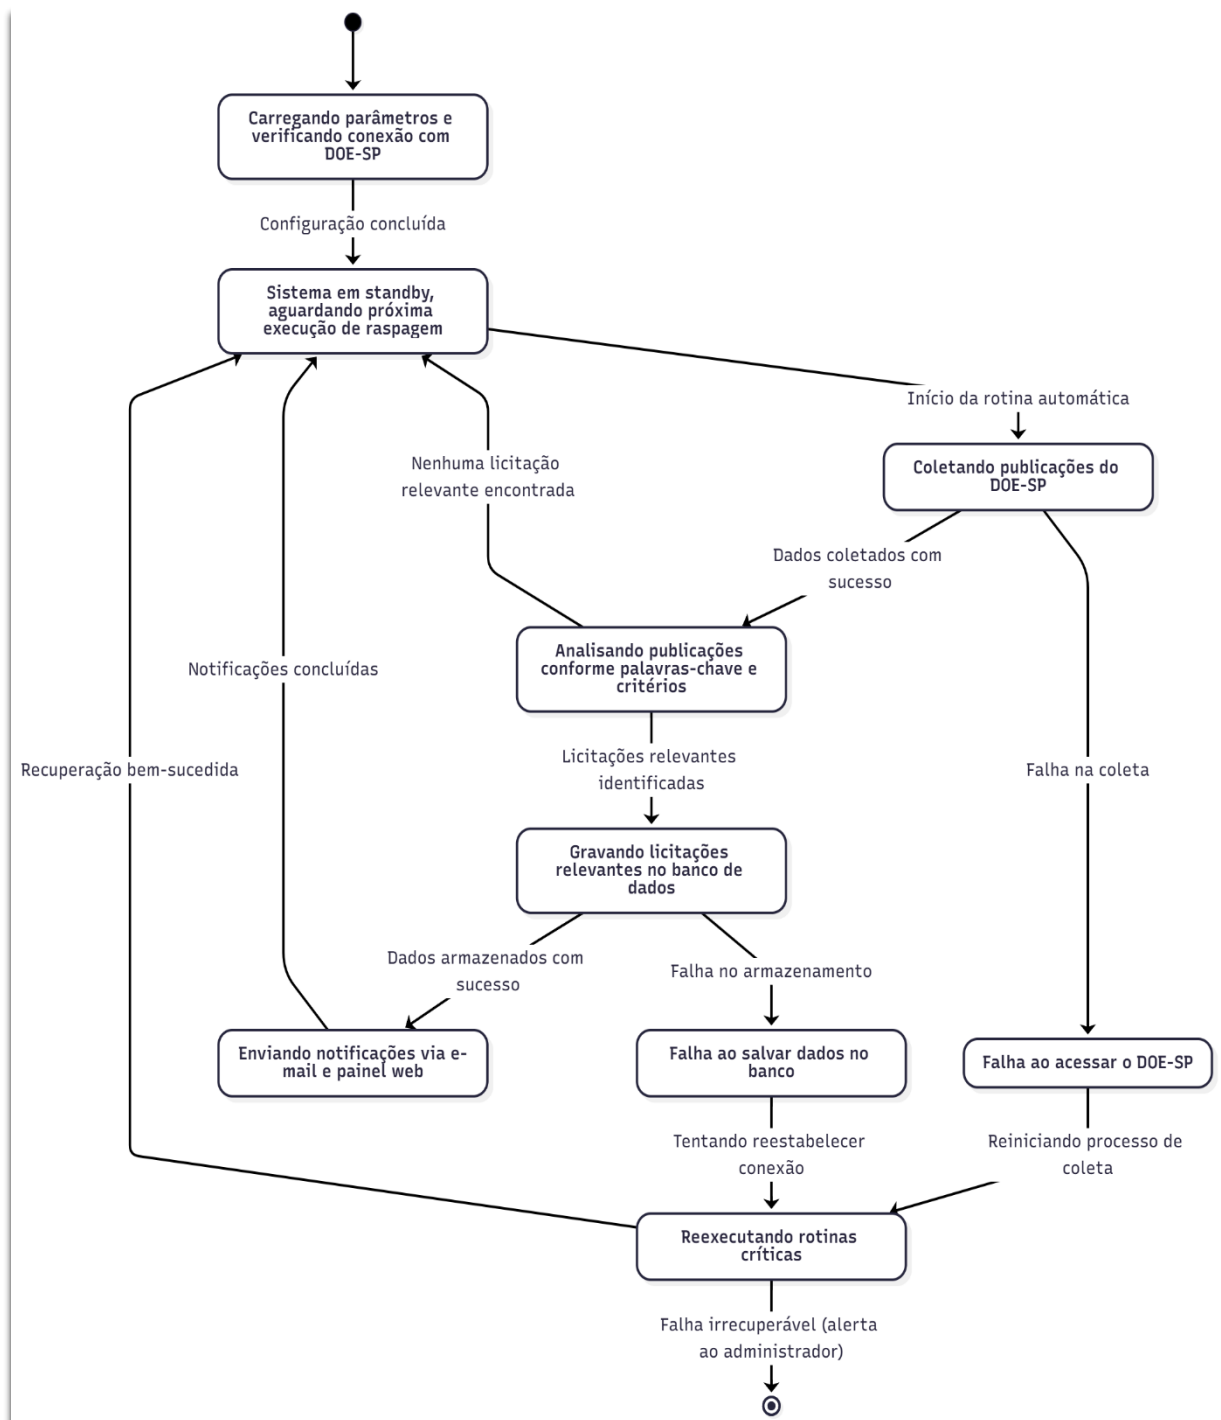 Carregando parâmetros e
verificando conexão com
DOE-SP
Configuração concluída
Sistema em standby,
aguardando próxima
execução de raspagem
Início da rotina automática
Coletando publicações do
DOE-SP
Nenhuma licitação
relevante encontrada
Dados coletados com
sucesso
Analisando publicações
conforme palavras-chave e
critérios
Notificações concluídas
Licitações relevantes
identificadas
Recuperação bem-sucedida
Falha na coleta
Gravando licitações
relevantes no banco de
dados
Dados armazenados com
sucesso
Falha no armazenamento
Enviando notificações via e-
mail e painel web
Falha ao salvar dados no
banco
Falha ao acessar o DOE-SP
Tentando reestabelecer
conexão
Reiniciando processo de
coleta
Reexecutando rotinas
críticas
Falha irrecuperável (alerta
ao administrador)